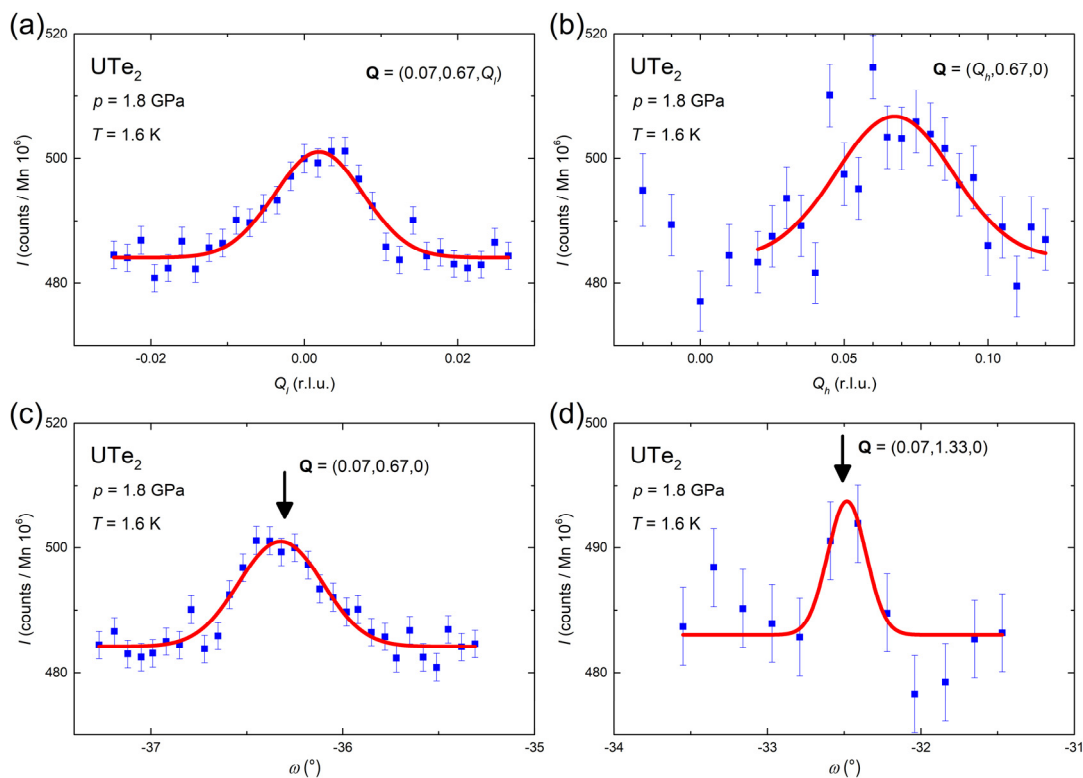 (a)
520
UTe2
Q = (0.07,0.67,Ql)
p = 1.8 GPa
T = 1.6 K
500
480
I (counts / Mn 10^6)
-0.02
0.00
0.02
Ql (r.l.u.)
(b)
520
UTe2
Q = (Qh,0.67,0)
p = 1.8 GPa
T = 1.6 K
500
480
I (counts / Mn 10^6)
0.00
0.05
0.10
Qh (r.l.u.)
(c)
520
UTe2
Q = (0.07,0.67,0)
p = 1.8 GPa
T = 1.6 K
500
480
I (counts / Mn 10^6)
-37
-36
-35
ω (°)
(d)
500
UTe2
Q = (0.07,1.33,0)
p = 1.8 GPa
T = 1.6 K
490
480
I (counts / Mn 10^6)
-34
-33
-32
-31
ω (°)